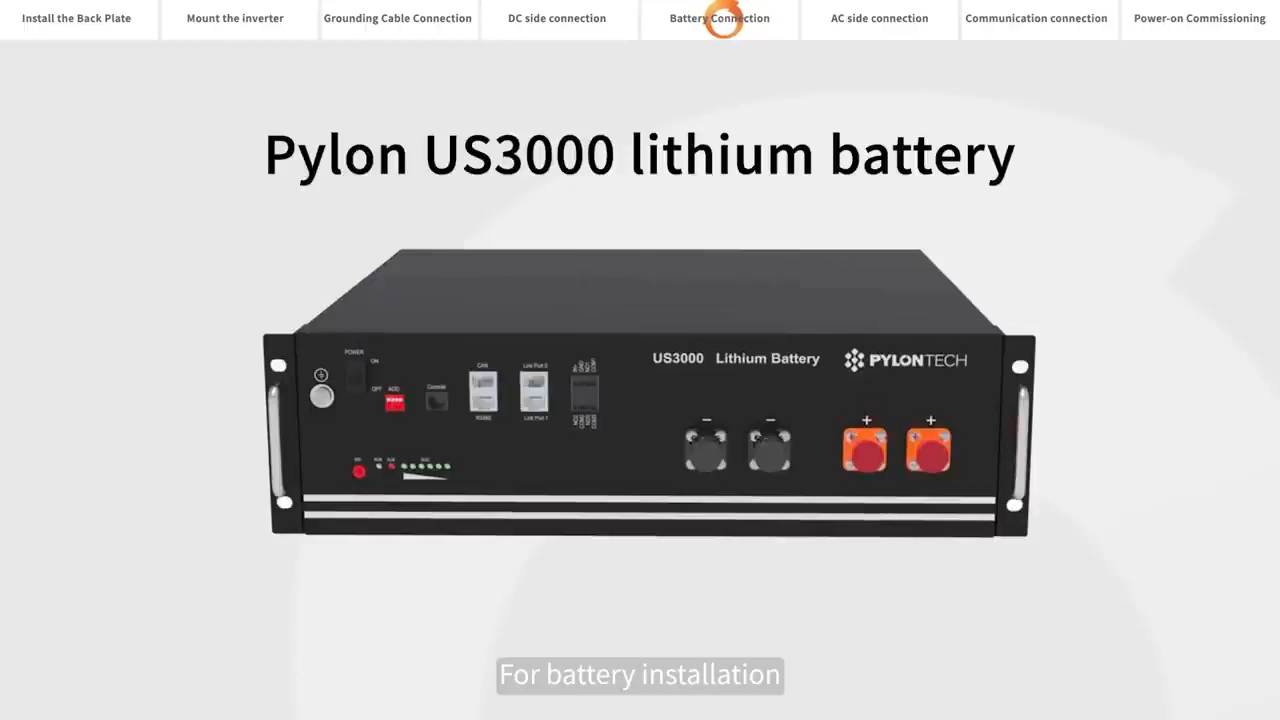 Install the Back Plate
Mount the inverter
Grounding Cable Connection
DC side connection
Battery Connection
AC side connection
Communication connection
Power-on Commissioning
Pylon US3000 lithium battery
US3000 Lithium Battery
PYLONTECH
POWER
ON
OFF
ADD
Console
CAN
RS485
Link Port 0
Link Port 1
RUN
SOC
For battery installation